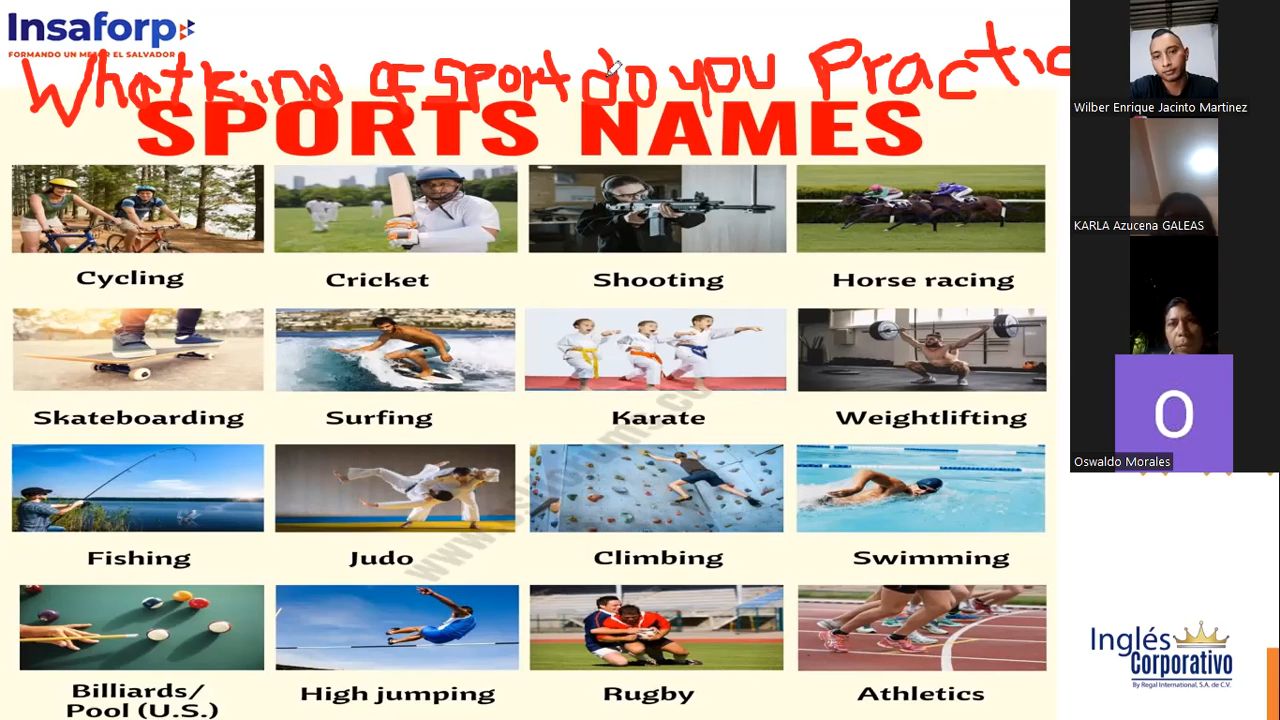 Insaforp
FORMANDO UN MEJOR EL SALVADOR
What kind of sport do you Practic
SPORTS NAMES
Cycling
Cricket
Shooting
Horse racing
Skateboarding
Surfing
Karate
Weightlifting
Fishing
Judo
Climbing
Swimming
Billiards/
Pool (U.S.)
High jumping
Rugby
Athletics
Wilber Enrique Jacinto Martinez
KARLA Azucena GALEAS
O
Oswaldo Morales
Inglés
Corporativo
By Regal International, S.A. de C.V.